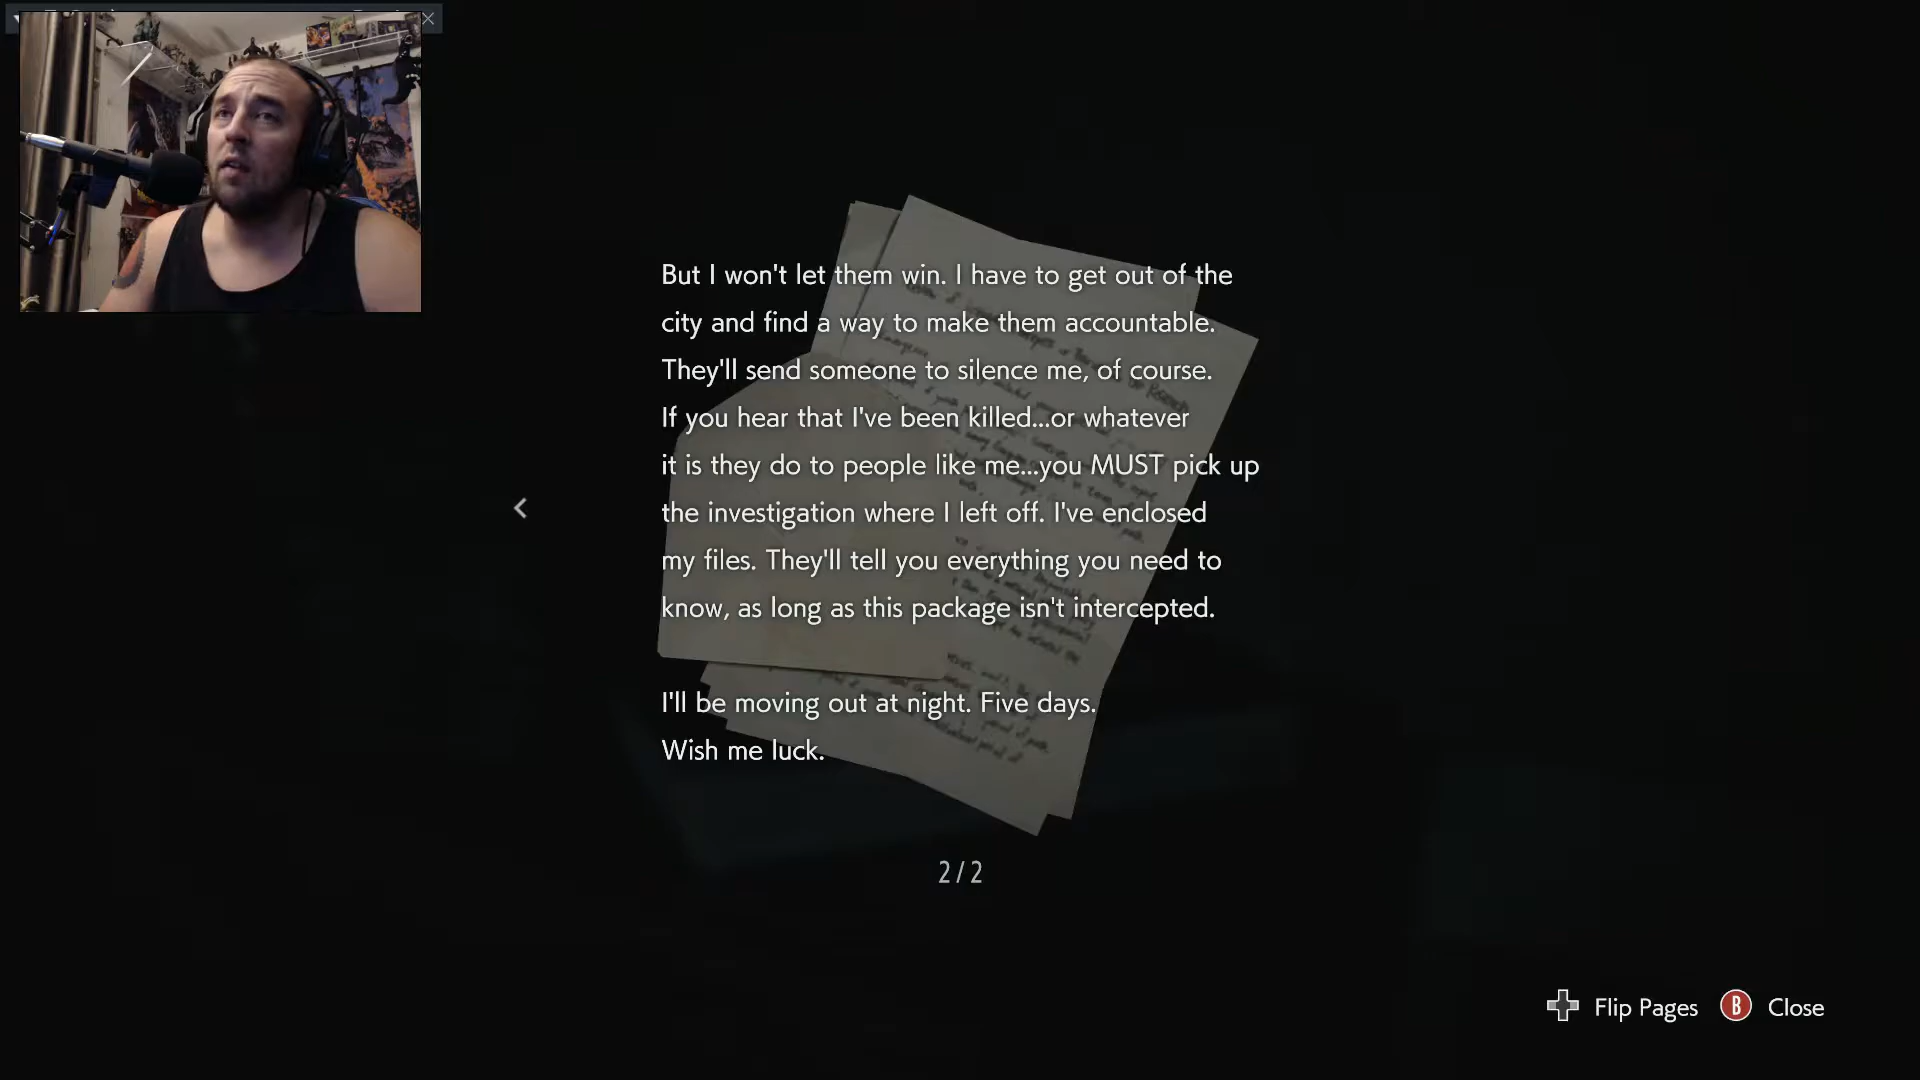 But I won't let them win. I have to get out of the
city and find a way to make them accountable.
They'll send someone to silence me, of course.
If you hear that I've been killed...or whatever
it is they do to people like me...you MUST pick up
the investigation where I left off. I've enclosed
my files. They'll tell you everything you need to
know, as long as this package isn't intercepted.
I'll be moving out at night. Five days.
Wish me luck.
2/2
Flip Pages B Close